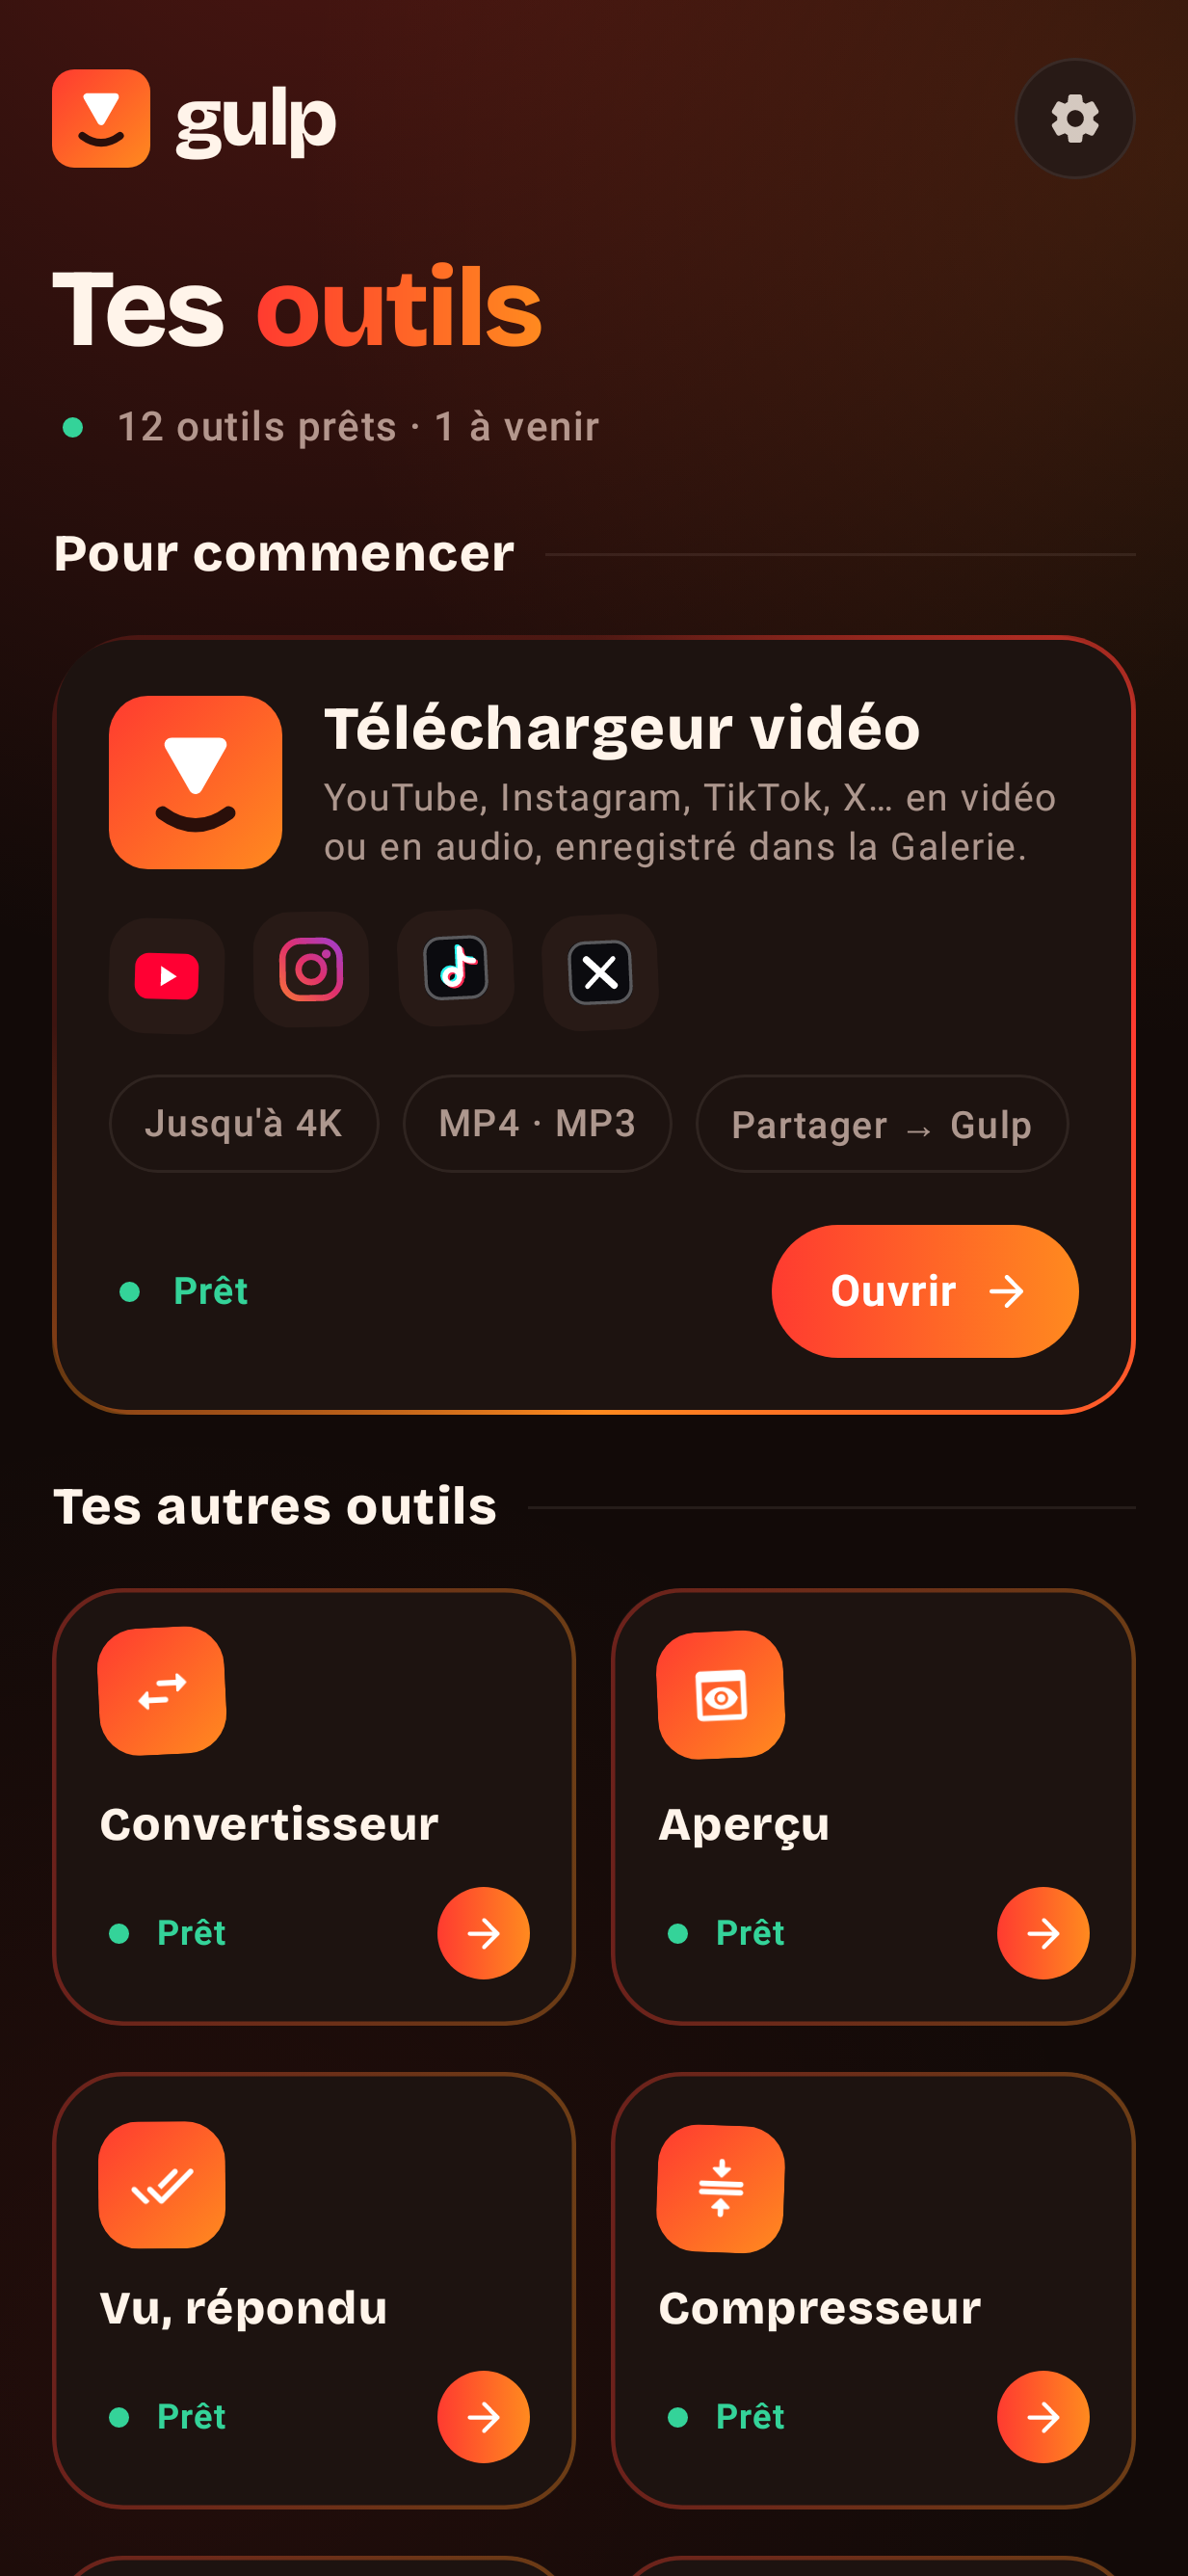 gulp
Tes outils
12 outils prêts · 1 à venir
Pour commencer
Téléchargeur vidéo
YouTube, Instagram, TikTok, X… en vidéo
ou en audio, enregistré dans la Galerie.
Jusqu'à 4K
MP4 · MP3
Partager → Gulp
Prêt
Ouvrir →
Tes autres outils
Convertisseur
Aperçu
Prêt
Prêt
Vu, répondu
Compresseur
Prêt
Prêt